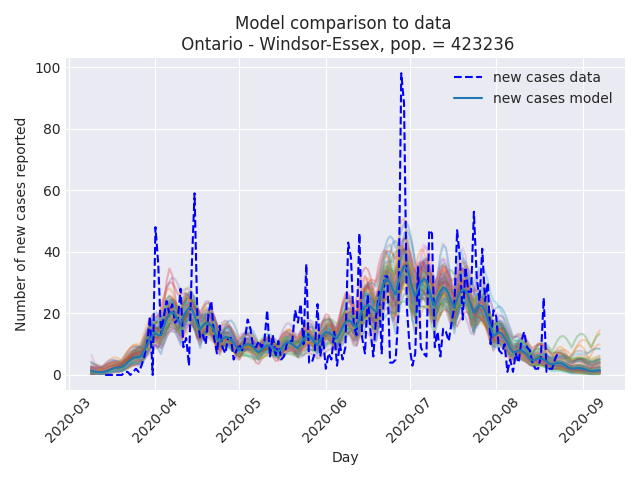 Model comparison to data
Ontario - Windsor-Essex, pop. = 423236
new cases data
new cases model
Number of new cases reported
100
80
60
40
20
0
2020-03
2020-04
2020-05
2020-06
2020-07
2020-08
2020-09
Day